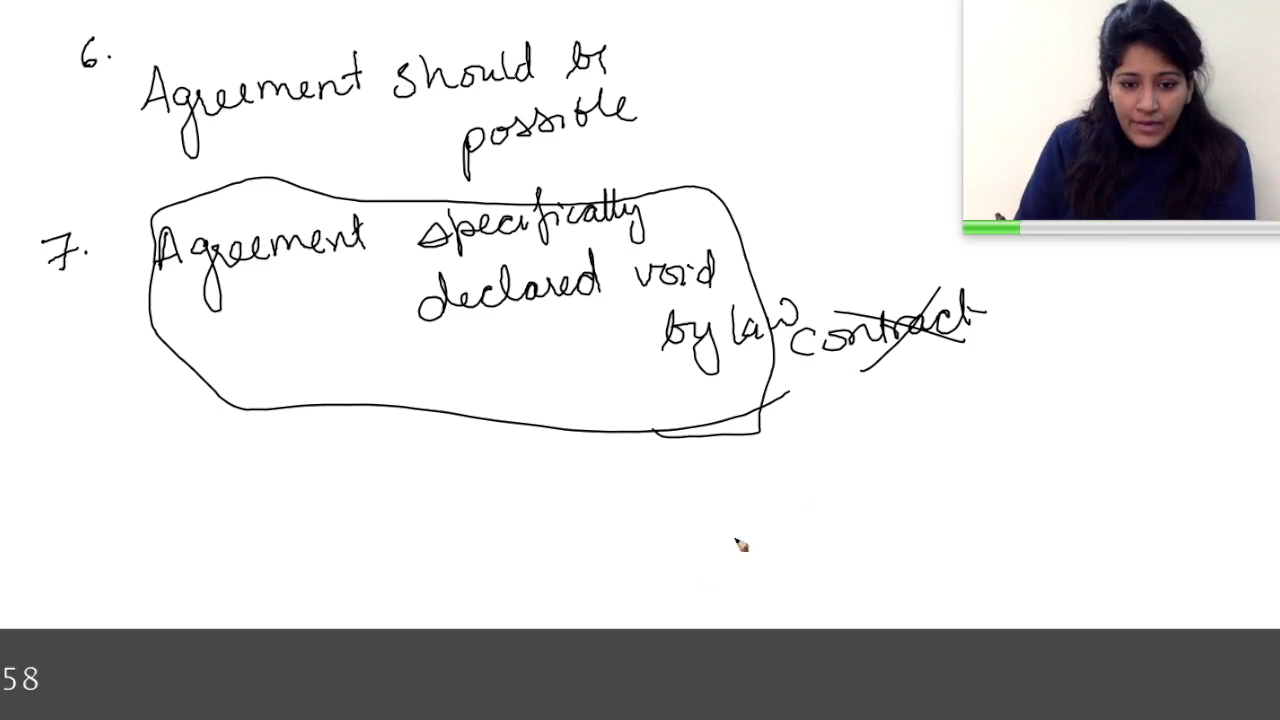 6.
Agreement should be
possible
7.
Agreement specifically
declared void
by law contract
58